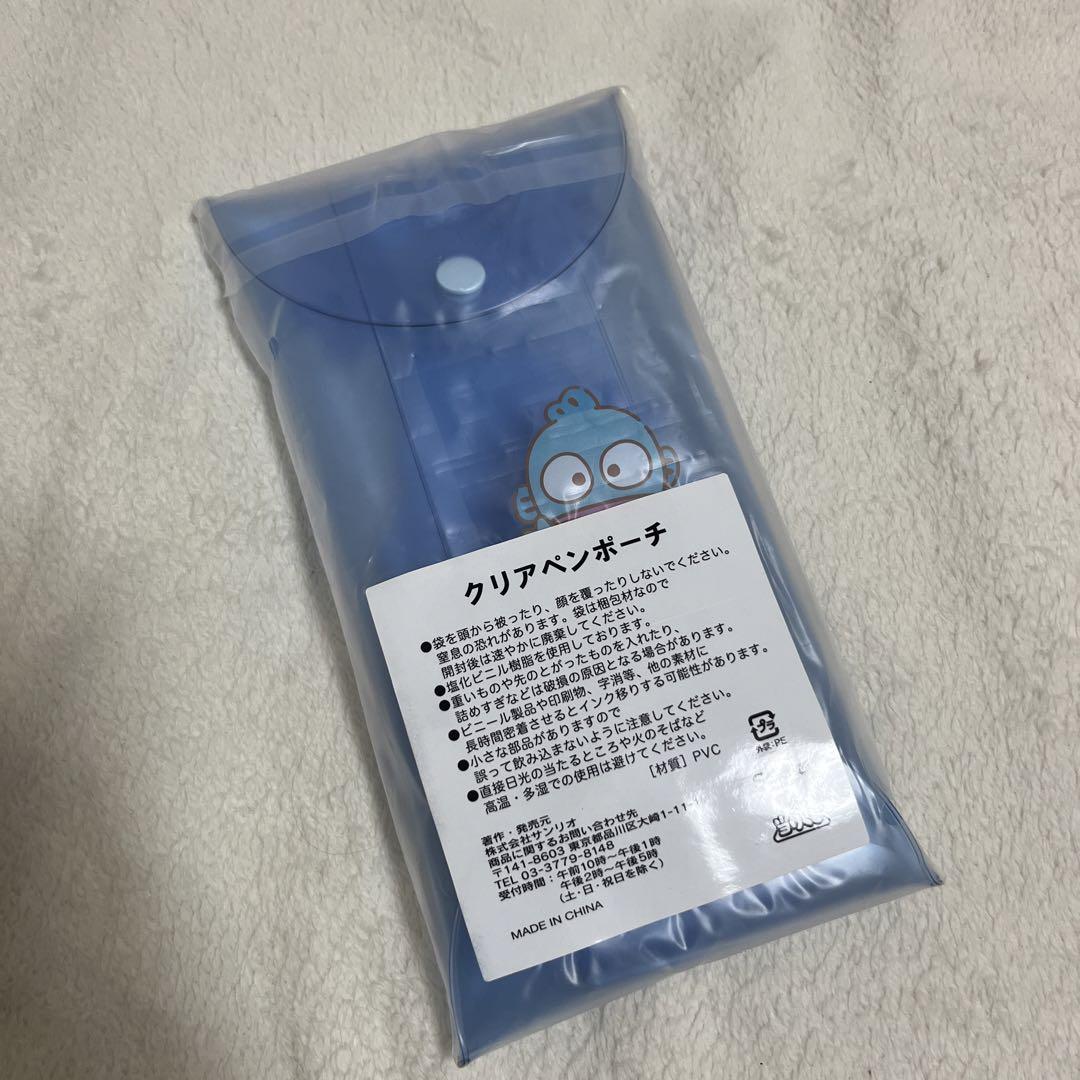 クリアペンポーチ
●袋を頭から被ったり、顔を覆ったりしないでください。
窒息の恐れがあります。袋は梱包材なので
開封後は速やかに廃棄してください。
●塩化ビニル樹脂を使用しております。
●重いものや先のとがったものを入れたり、
詰めすぎなどは破損の原因となる場合があります。
●ビニール製品や印刷物、字消等、他の素材に
長時間密着させるとインク移りする可能性があります。
●小さな部品がありますので
誤って飲み込まないように注意してください。
●直接日光の当たるところや火のそばなど
高温・多湿での使用は避けてください。
[材質] PVC
プラ
外袋:PE
著作・発売元
株式会社サンリオ
商品に関するお問い合わせ先
〒141-8603 東京都品川区大崎1-11-1
TEL 03-3779-8148
受付時間:午前10時〜午後1時
午後2時〜午後5時
(土・日・祝日を除く)
MADE IN CHINA